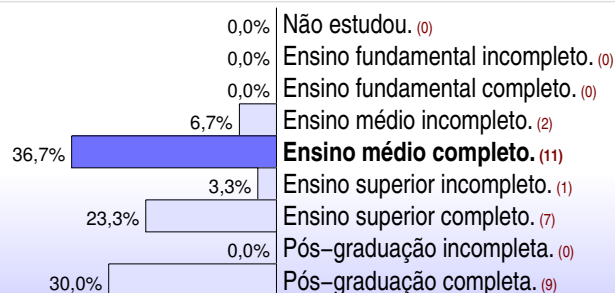 0,0% Não estudou. (0)
0,0% Ensino fundamental incompleto. (0)
0,0% Ensino fundamental completo. (0)
6,7% Ensino médio incompleto. (2)
36,7% Ensino médio completo. (11)
3,3% Ensino superior incompleto. (1)
23,3% Ensino superior completo. (7)
0,0% Pós−graduação incompleta. (0)
30,0% Pós−graduação completa. (9)